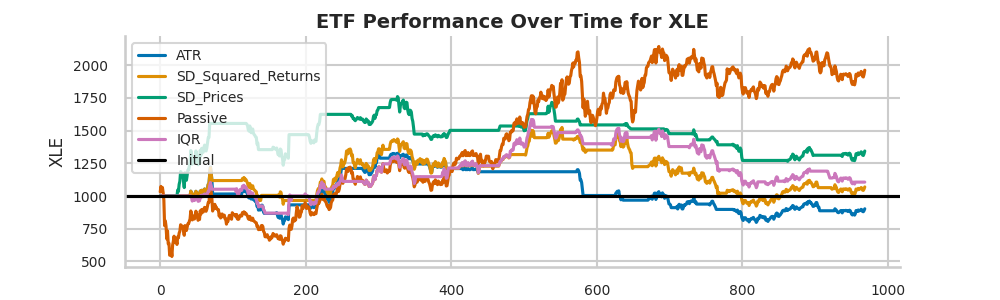 ETF Performance Over Time for XLE
XLE
2000
1750
1500
1250
1000
750
500
ATR
SD_Squared_Returns
SD_Prices
Passive
IQR
Initial
0 200 400 600 800 1000